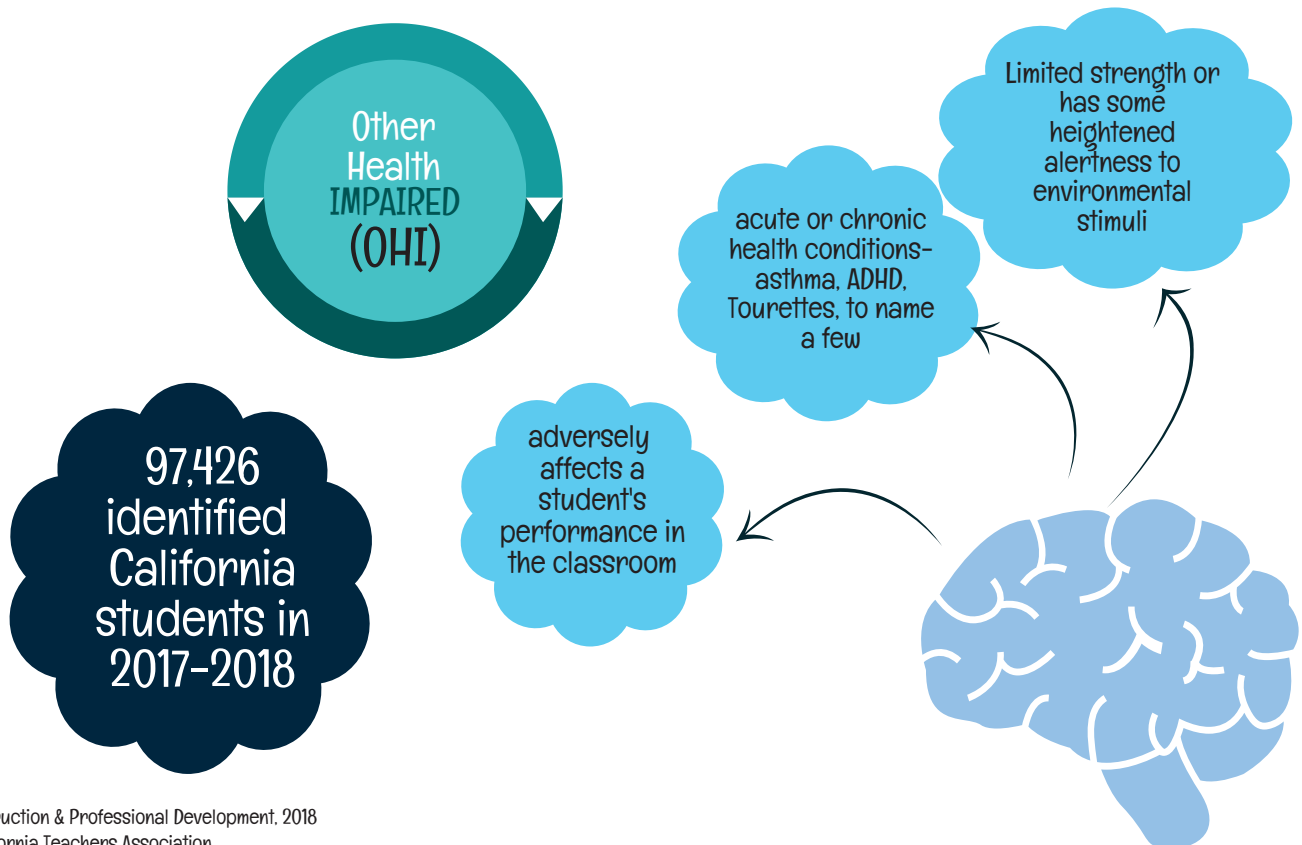 Other
Health
IMPAIRED
(OHI)
Limited strength or
has some
heightened
alertness to
environmental
stimuli
acute or chronic
health conditions-
asthma, ADHD,
Tourettes, to name
a few
adversely
affects a
student's
performance in
the classroom
97,426
identified
California
students in
2017-2018
& Professional Development, 2018
Teachers Association